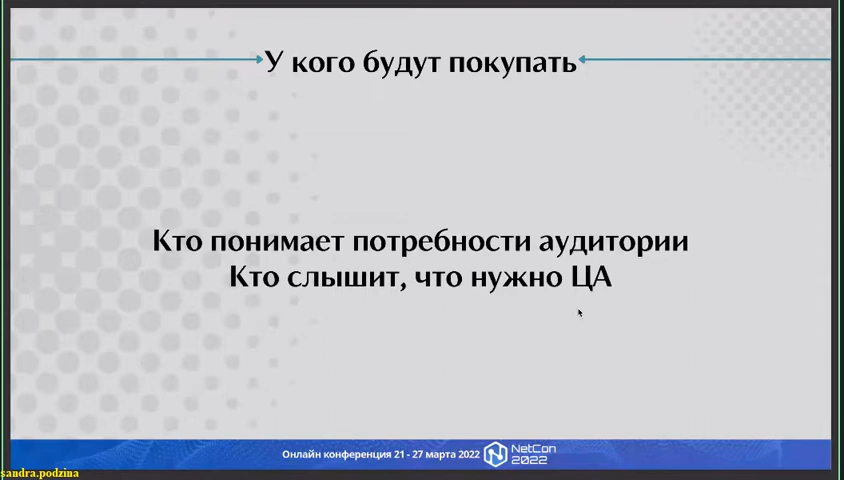 У кого будут покупать
Кто понимает потребности аудитории
Кто слышит, что нужно ЦА
Онлайн конференция 21 - 27 марта 2022
NetCon
2022
sandra.podzina